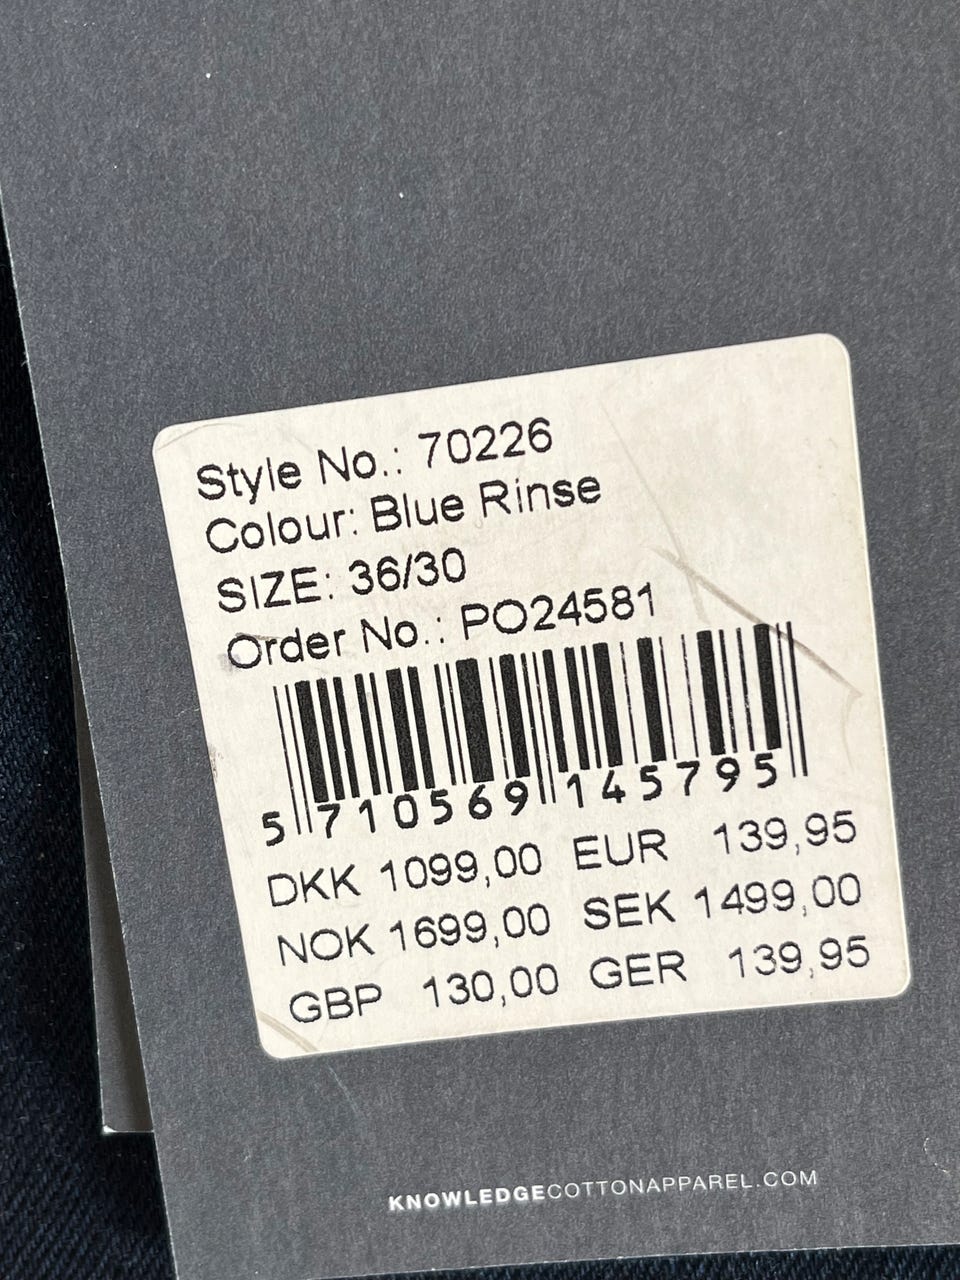 Style No.: 70226
Colour: Blue Rinse
SIZE: 36/30
Order No.: PO24581
5 710569 145795
DKK 1099,00 EUR 139,95
NOK 1699,00 SEK 1499,00
GBP 130,00 GER 139,95
KNOWLEDGECOTTONAPPAREL.COM